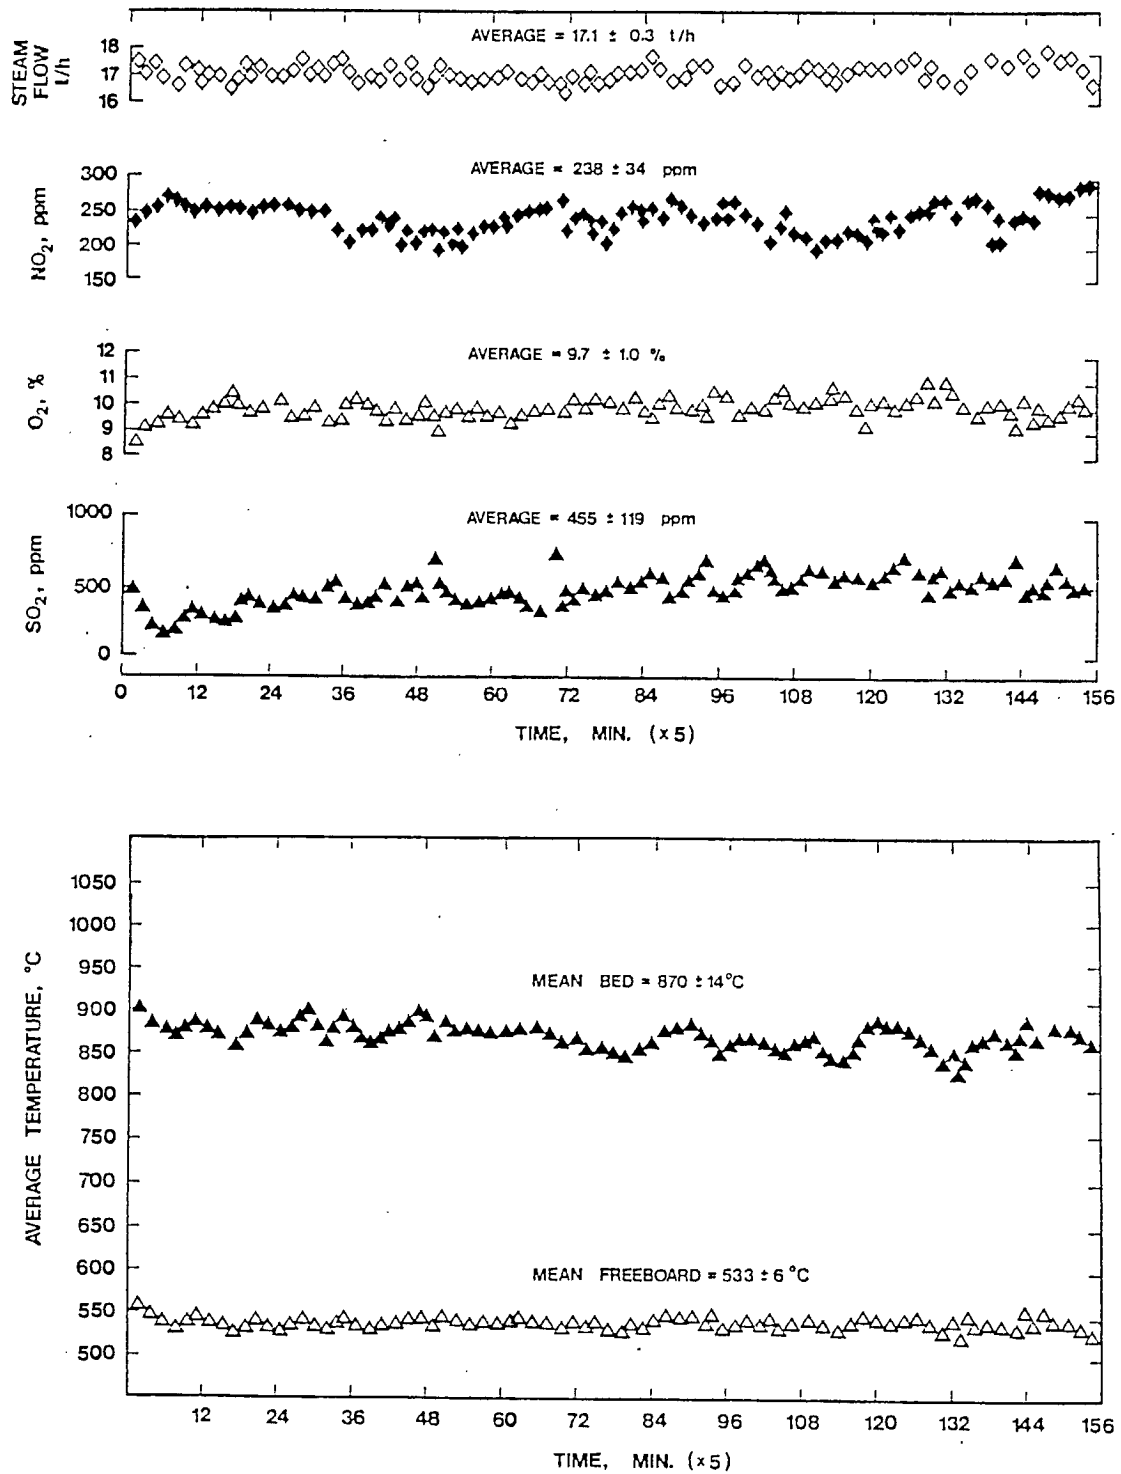 AVERAGE = 17.1 ± 0.3 t/h
STEAM
FLOW
t/h
18
17
16
AVERAGE = 238 ± 34 ppm
NO₂, ppm
300
250
200
150
AVERAGE = 9.7 ± 1.0 %
O₂, %
12
11
10
9
8
AVERAGE = 455 ± 119 ppm
SO₂, ppm
1000
500
0
0 12 24 36 48 60 72 84 96 108 120 132 144 156
TIME, MIN. (×5)
AVERAGE TEMPERATURE, °C
1050
1000
950
MEAN BED = 870 ± 14°C
900
850
800
750
700
650
600
MEAN FREEBOARD = 533 ± 6 °C
550
500
12 24 36 48 60 72 84 96 108 120 132 144 156
TIME, MIN. (×5)